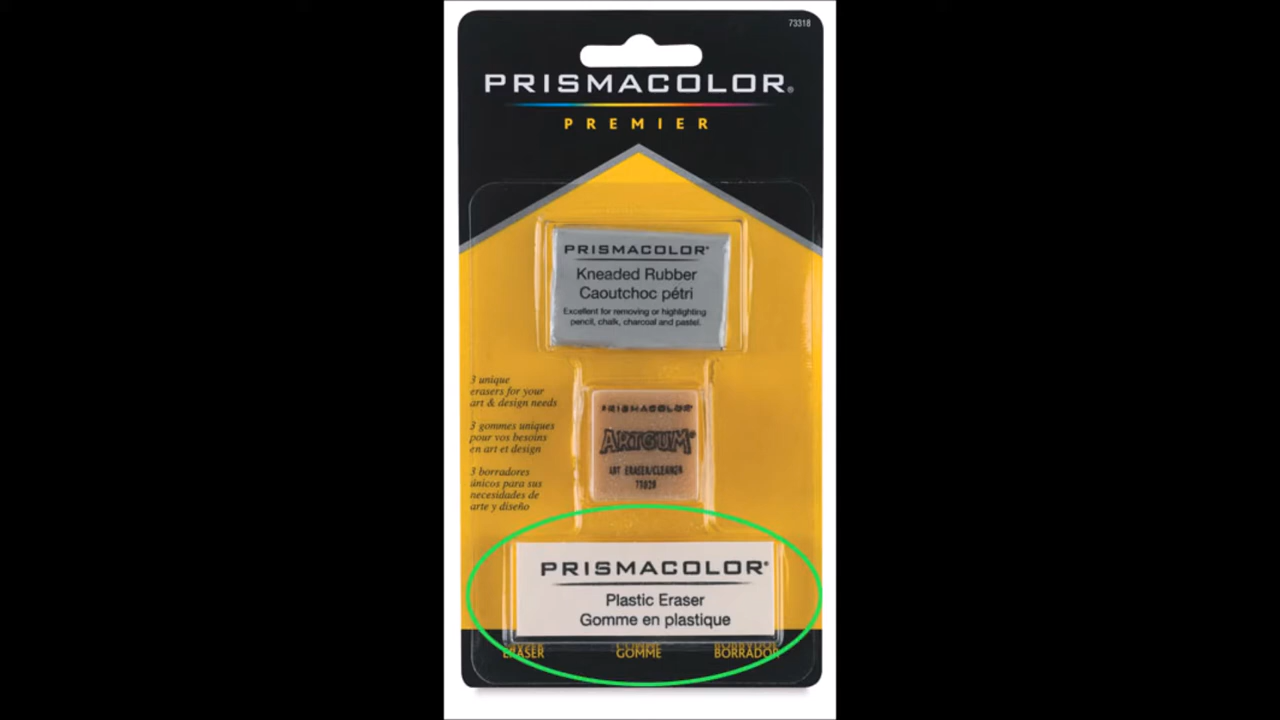 73318
PRISMACOLOR®
PREMIER
PRISMACOLOR®
Kneaded Rubber
Caoutchoc pétri
Excellent for removing or highlighting
pencil, chalk, charcoal and pastel.
3 unique
erasers for your
art & design needs
3 gommes uniques
pour vos besoins
en art et design
3 borradores
únicos para sus
necesidades de
arte y diseño
PRISMACOLOR®
ARTGUM®
ART ERASER/CLEANER
73028
PRISMACOLOR®
Plastic Eraser
Gomme en plastique
ERASER GOMME BORRADOR